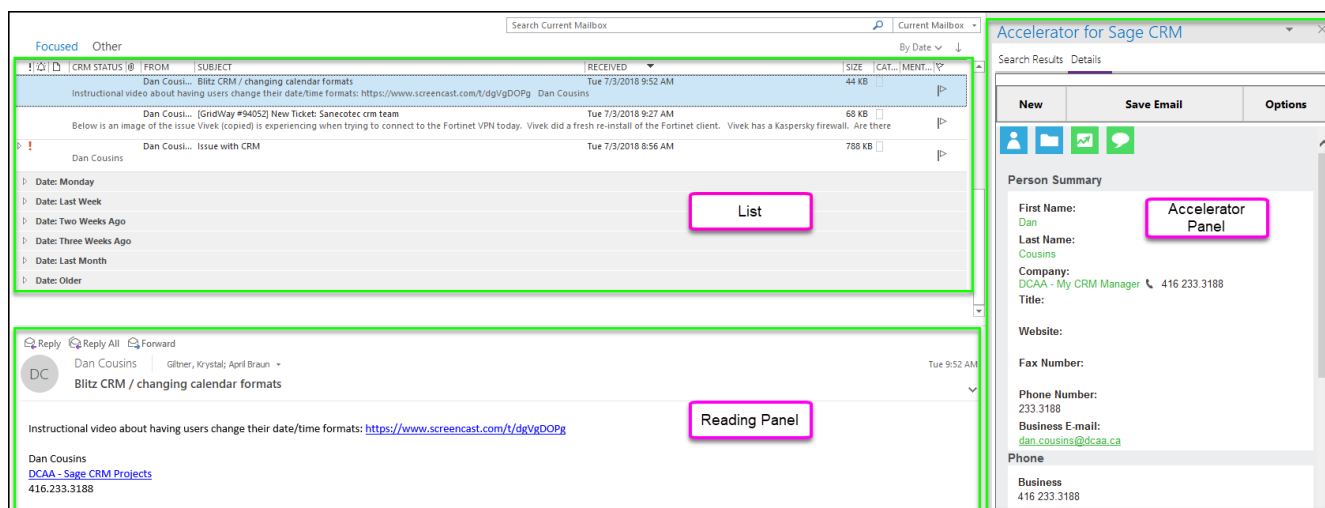 Search Current Mailbox Current Mailbox
Focused Other By Date
! CRM STATUS FROM SUBJECT RECEIVED SIZE CAT... MENT...
Dan Cousi... Blitz CRM / changing calendar formats Tue 7/3/2018 9:52 AM 44 KB
Instructional video about having users change their date/time formats: https://www.screencast.com/t/dgVgDOPg Dan Cousins
Dan Cousi... [GridWay #94052] New Ticket: Sanecotec crm team Tue 7/3/2018 9:27 AM 68 KB
Below is an image of the issue Vivek (copied) is experiencing when trying to connect to the Fortinet VPN today. Vivek did a fresh re-install of the Fortinet client. Vivek has a Kaspersky firewall. Are there
! Dan Cousi... Issue with CRM Tue 7/3/2018 8:56 AM 788 KB
Dan Cousins
Date: Monday
Date: Last Week
Date: Two Weeks Ago
Date: Three Weeks Ago
Date: Last Month
Date: Older
List
Reply Reply All Forward
DC
Dan Cousins Giltner, Krystal; April Braun Tue 9:52 AM
Blitz CRM / changing calendar formats
Instructional video about having users change their date/time formats: https://www.screencast.com/t/dgVgDOPg
Reading Panel
Dan Cousins
DCAA - Sage CRM Projects
416.233.3188
Accelerator for Sage CRM
Search Results Details
New Save Email Options
Person Summary
First Name:
Dan
Last Name:
Cousins
Company:
DCAA - My CRM Manager 416 233.3188
Title:
Website:
Fax Number:
Phone Number:
233.3188
Business E-mail:
dan.cousins@dcaa.ca
Phone
Business
416 233.3188
Accelerator
Panel